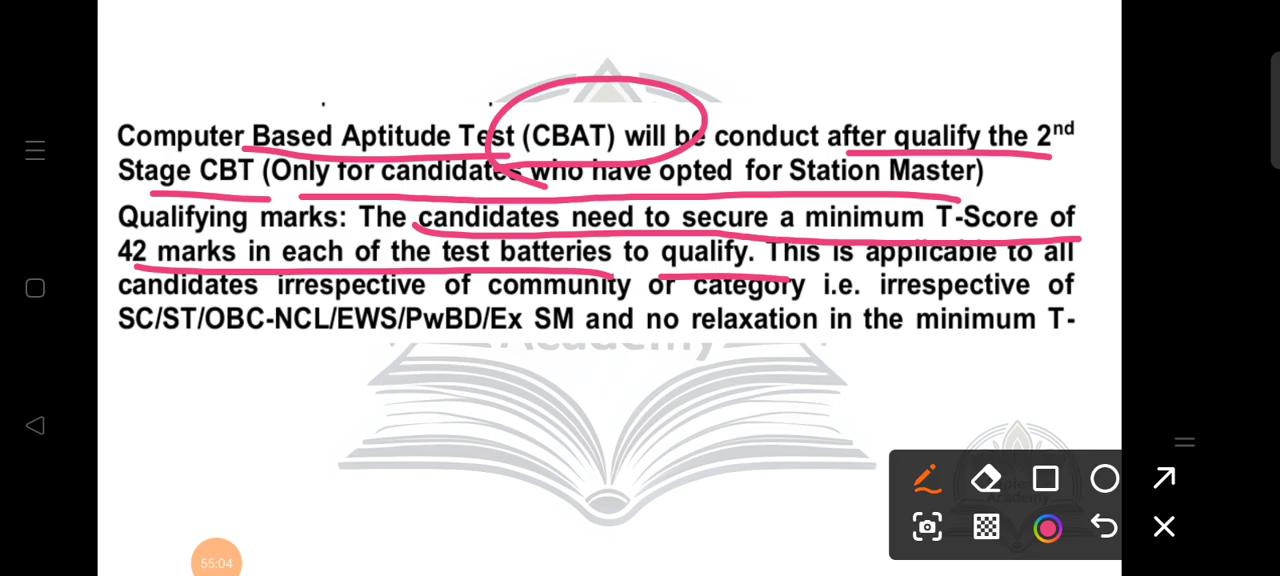 Computer Based Aptitude Test (CBAT) will be conduct after qualify the 2nd
Stage CBT (Only for candidates who have opted for Station Master)
Qualifying marks: The candidates need to secure a minimum T-Score of
42 marks in each of the test batteries to qualify. This is applicable to all
candidates irrespective of community or category i.e. irrespective of
SC/ST/OBC-NCL/EWS/PwBD/Ex SM and no relaxation in the minimum T-
Academy
Academy
55:04